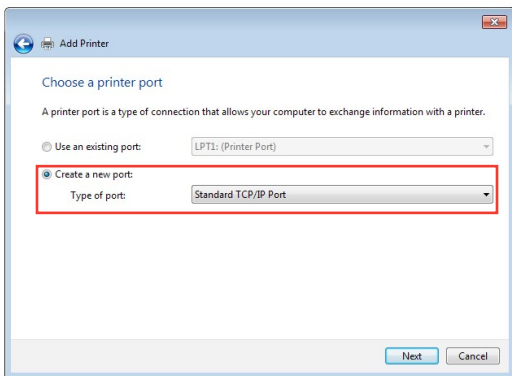 Add Printer
Choose a printer port
A printer port is a type of connection that allows your computer to exchange information with a printer.
Use an existing port: LPT1: (Printer Port)
Create a new port:
Type of port: Standard TCP/IP Port
Next Cancel